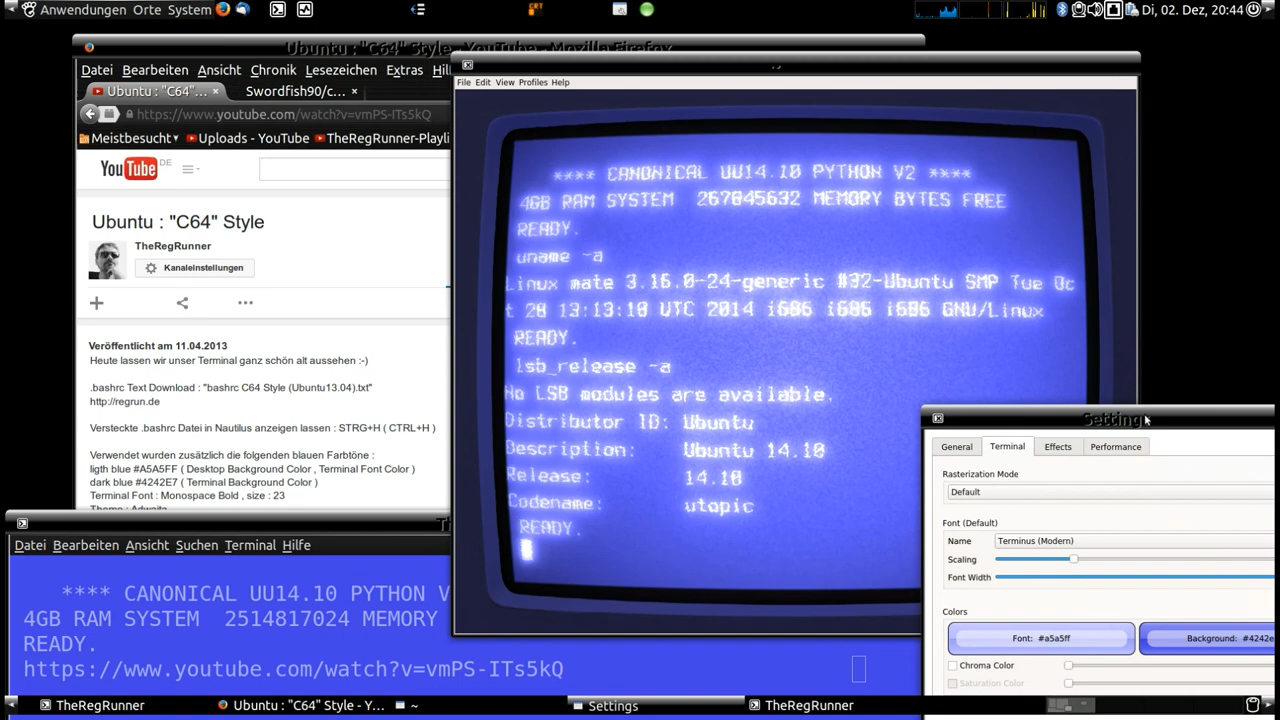 Anwendungen Orte System
Di, 02. Dez, 20:44
Ubuntu : "C64" Style - YouTube - Mozilla Firefox
Datei Bearbeiten Ansicht Chronik Lesezeichen Extras Hil
Ubuntu : "C64"... ×
Swordfish90/c... ×
https://www.youtube.com/watch?v=vmPS-ITs5kQ
Meistbesucht
Uploads - YouTube
TheRegRunner-Playli
YouTube DE
Ubuntu : "C64" Style
TheRegRunner
Kanaleinstellungen
Veröffentlicht am 11.04.2013
Heute lassen wir unser Terminal ganz schön alt aussehen :-)
.bashrc Text Download : "bashrc C64 Style (Ubuntu13.04).txt"
http://regrun.de
Versteckte .bashrc Datei in Nautilus anzeigen lassen : STRG+H ( CTRL+H )
Verwendet wurden zusätzlich die folgenden blauen Farbtöne :
ligth blue #A5A5FF ( Desktop Background Color , Terminal Font Color )
dark blue #4242E7 ( Terminal Background Color )
Terminal Font : Monospace Bold , size : 23
Theme : Adwaita
File Edit View Profiles Help
**** CANONICAL UU14.10 PYTHON V2 ****
4GB RAM SYSTEM 267045632 MEMORY BYTES FREE
READY.
uname -a
Linux mate 3.16.0-24-generic #32-Ubuntu SMP Tue Oc
t 28 13:13:18 UTC 2014 i686 i686 i686 GNU/Linux
READY.
lsb_release -a
No LSB modules are available.
Distributor ID: Ubuntu
Description: Ubuntu 14.10
Release: 14.10
Codename: utopic
READY.
Datei Bearbeiten Ansicht Suchen Terminal Hilfe
**** CANONICAL UU14.10 PYTHON V
4GB RAM SYSTEM 2514817024 MEMORY
READY.
https://www.youtube.com/watch?v=vmPS-ITs5kQ
Settings
General Terminal Effects Performance
Rasterization Mode
Default
Font (Default)
Name Terminus (Modern)
Scaling
Font Width
Colors
Font: #a5a5ff
Background: #4242e
Chroma Color
Saturation Color
TheRegRunner
Ubuntu : "C64" Style - Y...
~
Settings
TheRegRunner